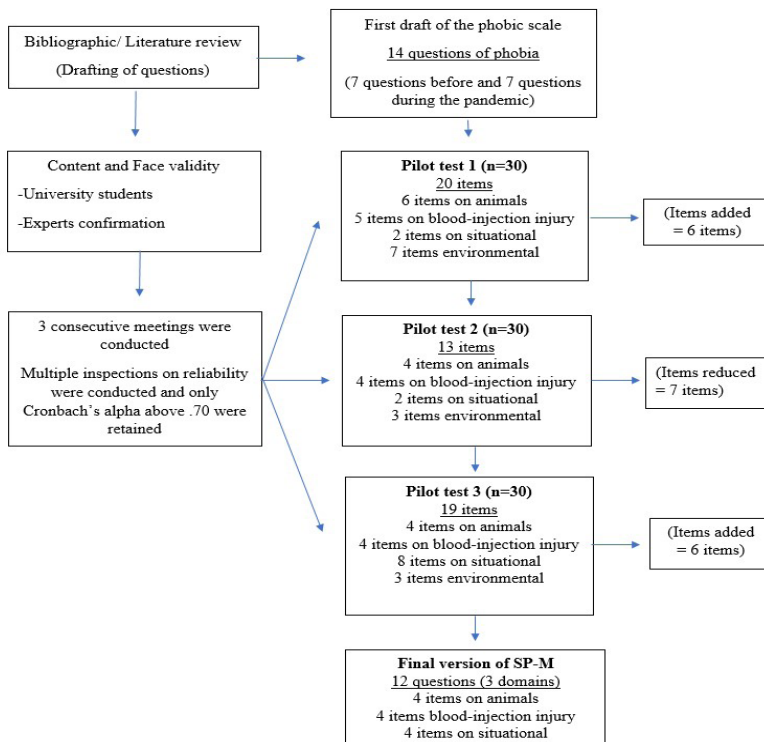 Bibliographic/ Literature review
(Drafting of questions)
First draft of the phobic scale
14 questions of phobia
(7 questions before and 7 questions
during the pandemic)
Content and Face validity
-University students
-Experts confirmation
Pilot test 1 (n=30)
20 items
6 items on animals
5 items on blood-injection injury
2 items on situational
7 items environmental
(Items added
= 6 items)
3 consecutive meetings were
conducted
Multiple inspections on reliability
were conducted and only
Cronbach's alpha above .70 were
retained
Pilot test 2 (n=30)
13 items
4 items on animals
4 items on blood-injection injury
2 items on situational
3 items environmental
(Items reduced
= 7 items)
Pilot test 3 (n=30)
19 items
4 items on animals
4 items on blood-injection injury
8 items on situational
3 items environmental
(Items added
= 6 items)
Final version of SP-M
12 questions (3 domains)
4 items on animals
4 items blood-injection injury
4 items on situational